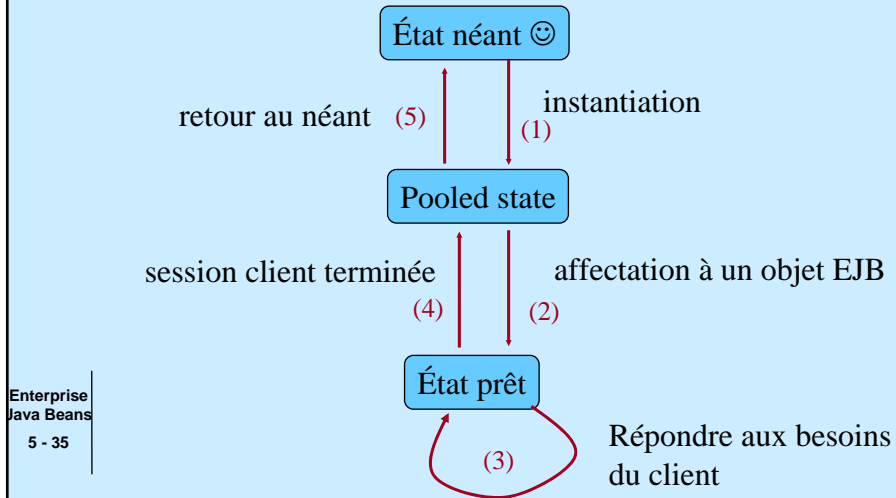 État néant ☺
retour au néant (5)
instantiation
(1)
Pooled state
session client terminée
(4)
affectation à un objet EJB
(2)
État prêt
(3)
Répondre aux besoins
du client
Enterprise
Java Beans
5 - 35